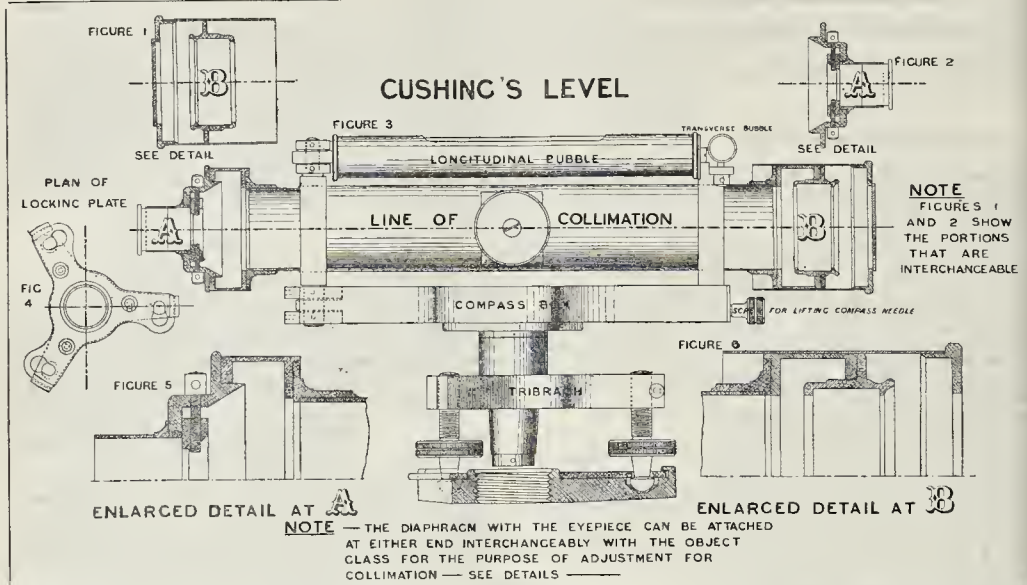 FIGURE 1
B
SEE DETAIL
CUSHING'S LEVEL
FIGURE 2
A
SEE DETAIL
FIGURE 3
LONGITUDINAL BUBBLE
TRANSVERSE BUBBLE
PLAN OF
LOCKING PLATE
FIG
4
A
LINE OF COLLIMATION
B
NOTE
FIGURES 1
AND 2 SHOW
THE PORTIONS
THAT ARE
INTERCHANGEABLE
COMPASS BOX
SCREW FOR LIFTING COMPASS NEEDLE
FIGURE 5
TRIBRACH
FIGURE 6
ENLARGED DETAIL AT A
ENLARGED DETAIL AT B
NOTE — THE DIAPHRAGM WITH THE EYEPIECE CAN BE ATTACHED
AT EITHER END INTERCHANGEABLY WITH THE OBJECT
GLASS FOR THE PURPOSE OF ADJUSTMENT FOR
COLLIMATION — SEE DETAILS —